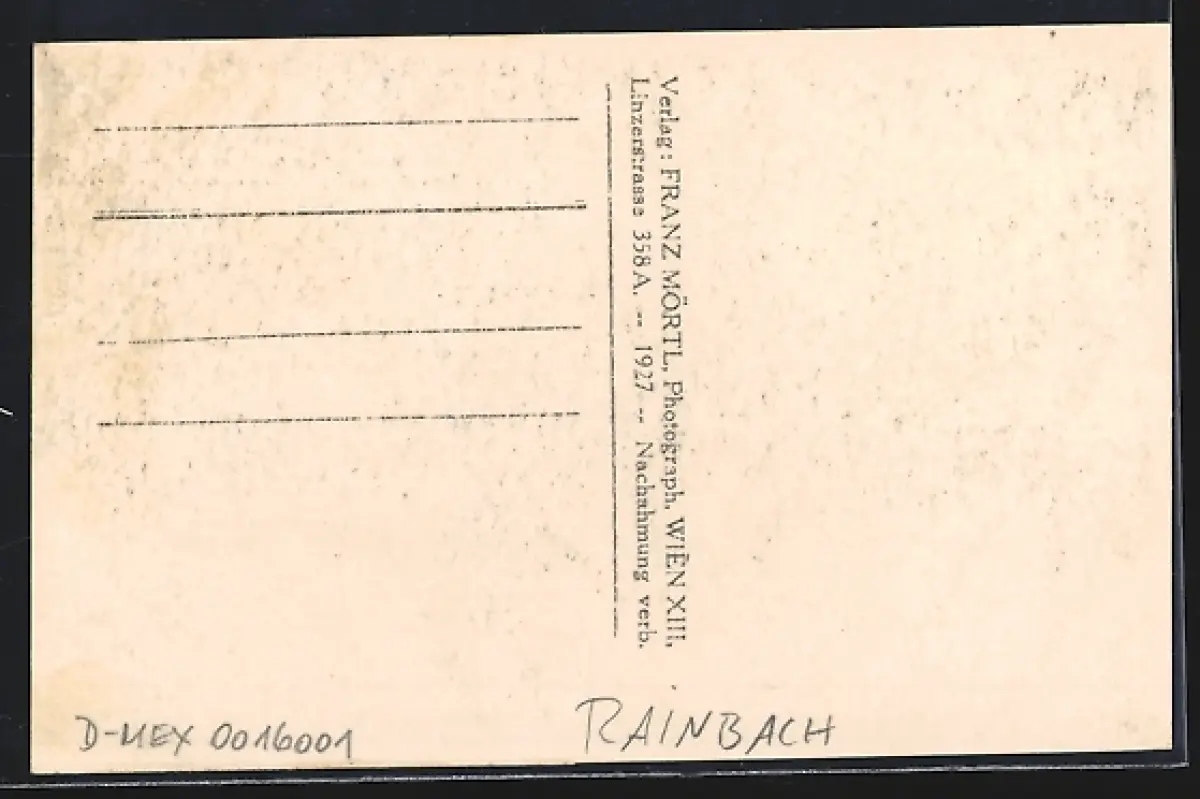 Verlag: FRANZ MÖRTL, Photograph, WIEN XIII,
Linzerstrasse 358A. -- 1927 -- Nachahmung verb.
D-MEX 0016001
RAINBACH